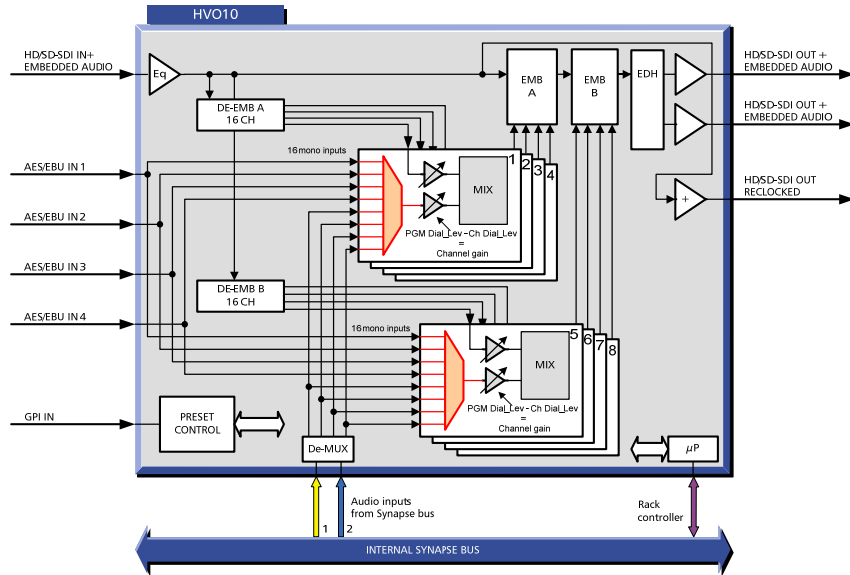 HVO10
HD/SD-SDI IN+
EMBEDDED AUDIO
Eq
DE-EMB A
16 CH
EMB
A
EMB
B
EDH
HD/SD-SDI OUT +
EMBEDDED AUDIO
HD/SD-SDI OUT +
EMBEDDED AUDIO
HD/SD-SDI OUT
RECLOCKED
+
AES/EBU IN 1
AES/EBU IN 2
AES/EBU IN 3
AES/EBU IN 4
16 mono inputs
MIX
1
2
3
4
PGM Dial_Lev-Ch Dial_Lev
=
Channel gain
DE-EMB B
16 CH
16 mono inputs
MIX
5
6
7
8
PGM Dial_Lev-Ch Dial_Lev
=
Channel gain
GPI IN
PRESET
CONTROL
De-MUX
µP
1
2
Audio inputs
from Synapse bus
Rack
controller
INTERNAL SYNAPSE BUS